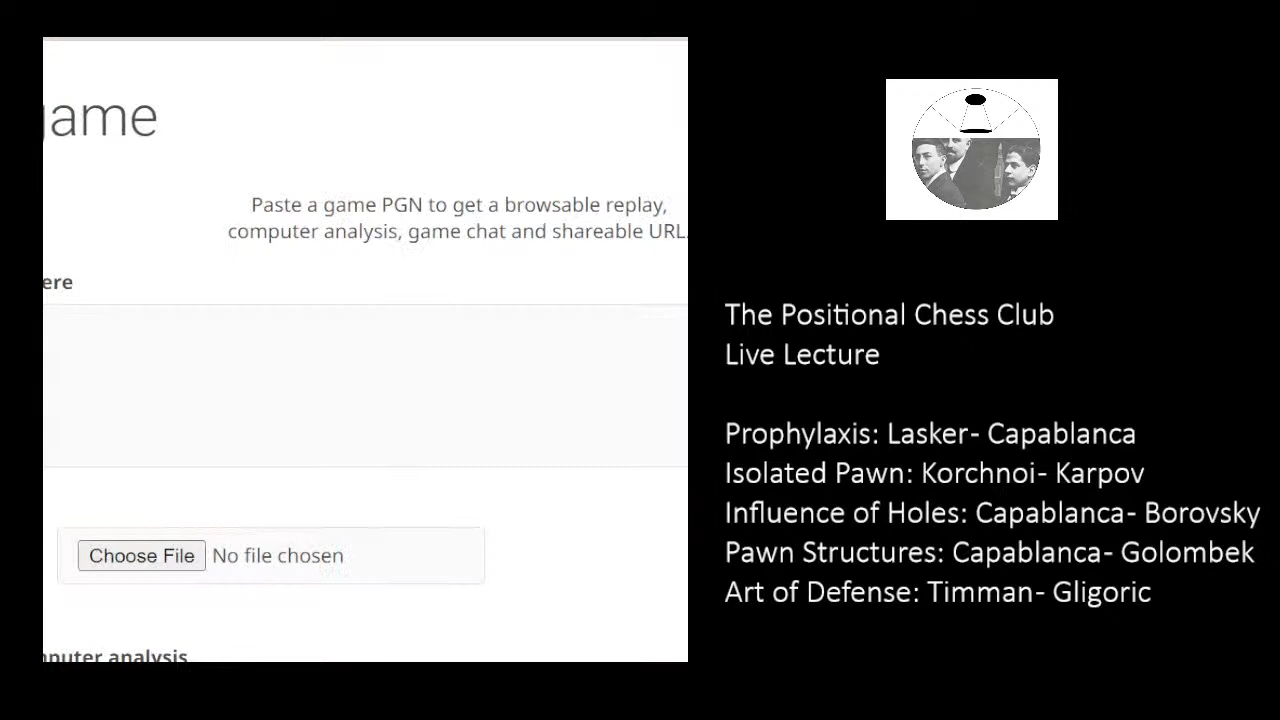 game
Paste a game PGN to get a browsable replay,
computer analysis, game chat and shareable URL.
ere
Choose File No file chosen
mputer analysis
The Positional Chess Club
Live Lecture
Prophylaxis: Lasker- Capablanca
Isolated Pawn: Korchnoi- Karpov
Influence of Holes: Capablanca- Borovsky
Pawn Structures: Capablanca- Golombek
Art of Defense: Timman- Gligoric